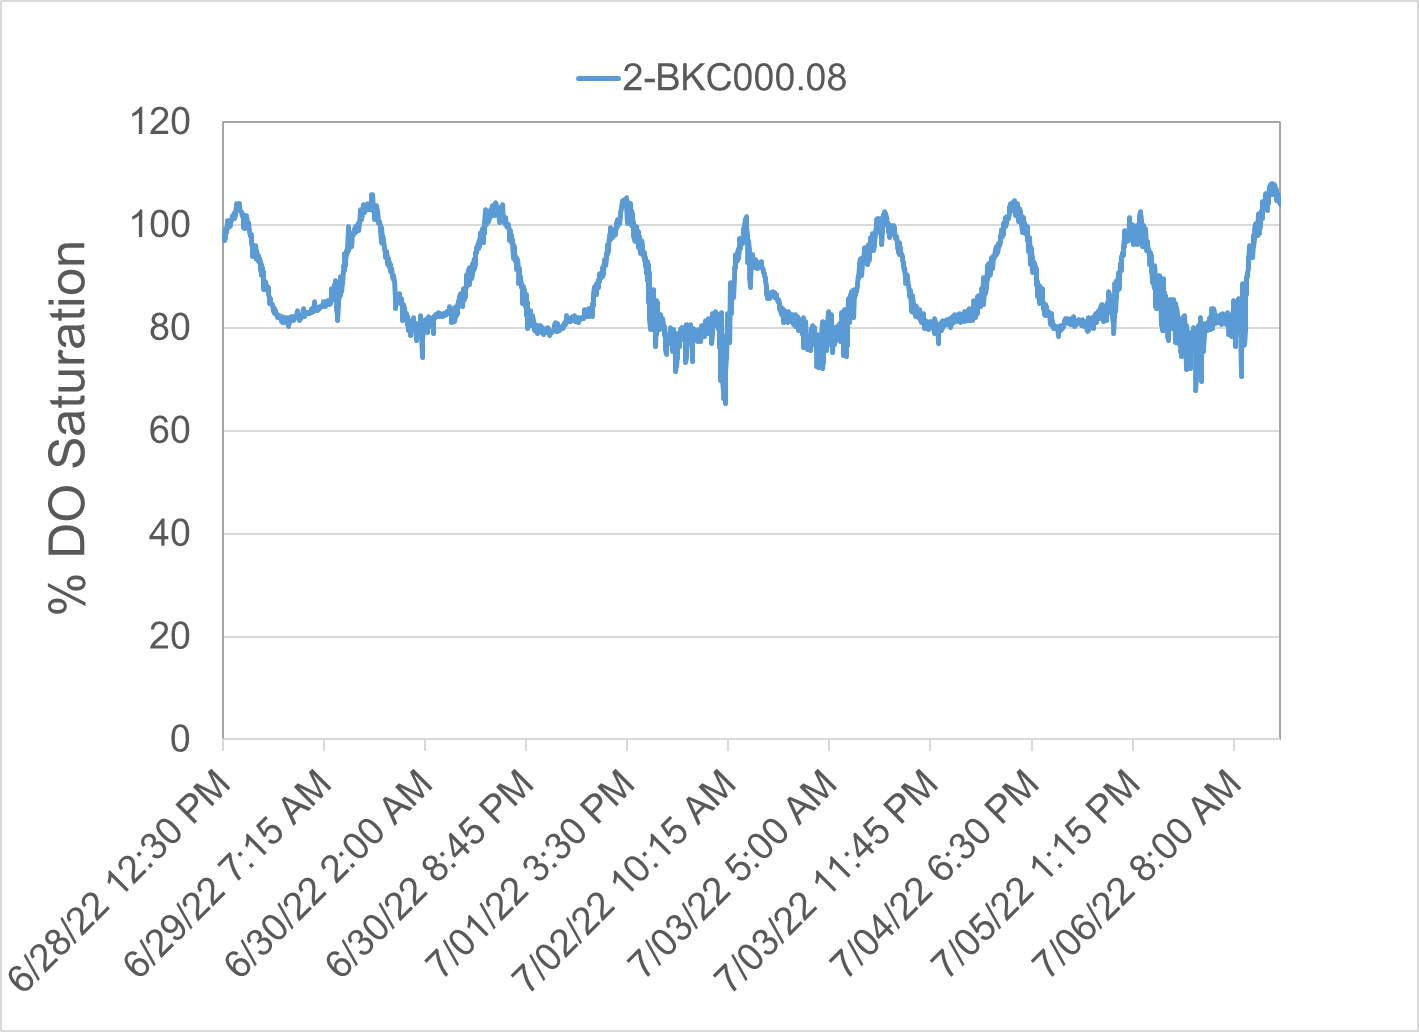 2-BKC000.08
% DO Saturation
120
100
80
60
40
20
0
6/28/22 12:30 PM
6/29/22 7:15 AM
6/30/22 2:00 AM
6/30/22 8:45 PM
7/01/22 3:30 PM
7/02/22 10:15 AM
7/03/22 5:00 AM
7/03/22 11:45 PM
7/04/22 6:30 PM
7/05/22 1:15 PM
7/06/22 8:00 AM